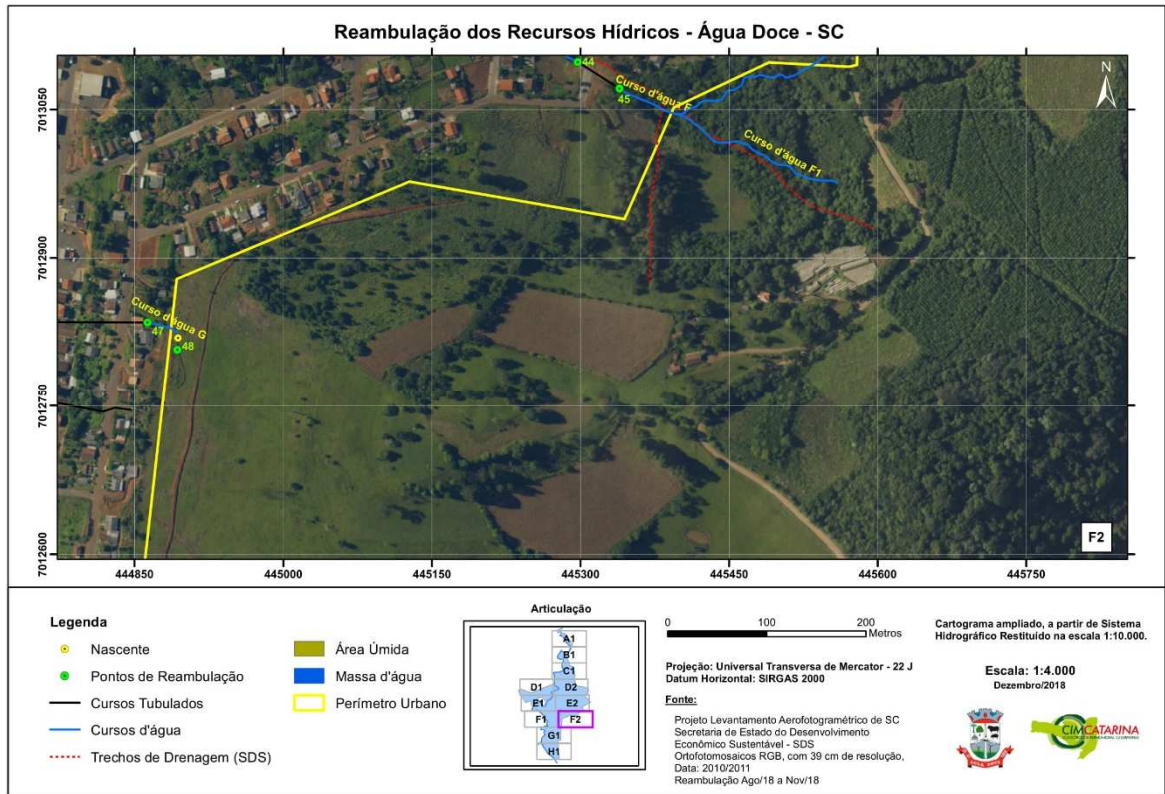 Reambulação dos Recursos Hídricos - Água Doce - SC
N
44
45
Curso d'água F
Curso d'água F1
Curso d'água G
47
48
7013050
7012900
7012750
7012600
F2
444850 445000 445150 445300 445450 445600 445750
Legenda
Nascente
Pontos de Reambulação
Cursos Tubulados
Cursos d'água
Trechos de Drenagem (SDS)
Área Úmida
Massa d'água
Perímetro Urbano
Articulação
A1
B1
C1
D1 D2
E1 E2
F1 F2
G1
H1
0 100 200
Metros
Projeção: Universal Transversa de Mercator - 22 J
Datum Horizontal: SIRGAS 2000
Fonte:
Projeto Levantamento Aerofotogramétrico de SC
Secretaria de Estado do Desenvolvimento
Econômico Sustentável - SDS
Ortofotomosaicos RGB, com 39 cm de resolução,
Data: 2010/2011
Reambulação Ago/18 a Nov/18
Cartograma ampliado, a partir de Sistema
Hidrográfico Restituído na escala 1:10.000.
Escala: 1:4.000
Dezembro/2018
CIMCATARINA